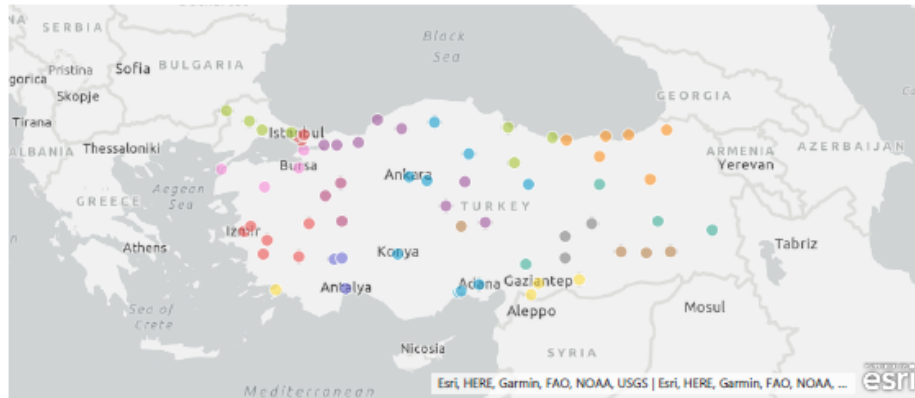 Black
Sea
SERBIA
Pristina
Sofia
BULGARIA
gorica
Skopje
GEORGIA
Tirana
Istanbul
ALBANIA
Thessaloniki
ARMENIA
AZERBAIJAN
Yerevan
Bursa
Aegean
Sea
Ankara
GREECE
TURKEY
Izmir
Athens
Konya
Tabriz
Antalya
Adana
Gaziantep
Sea of
Crete
Aleppo
Mosul
Nicosia
SYRIA
Esri, HERE, Garmin, FAO, NOAA, USGS | Esri, HERE, Garmin, FAO, NOAA, ...
esri
Mediterranean